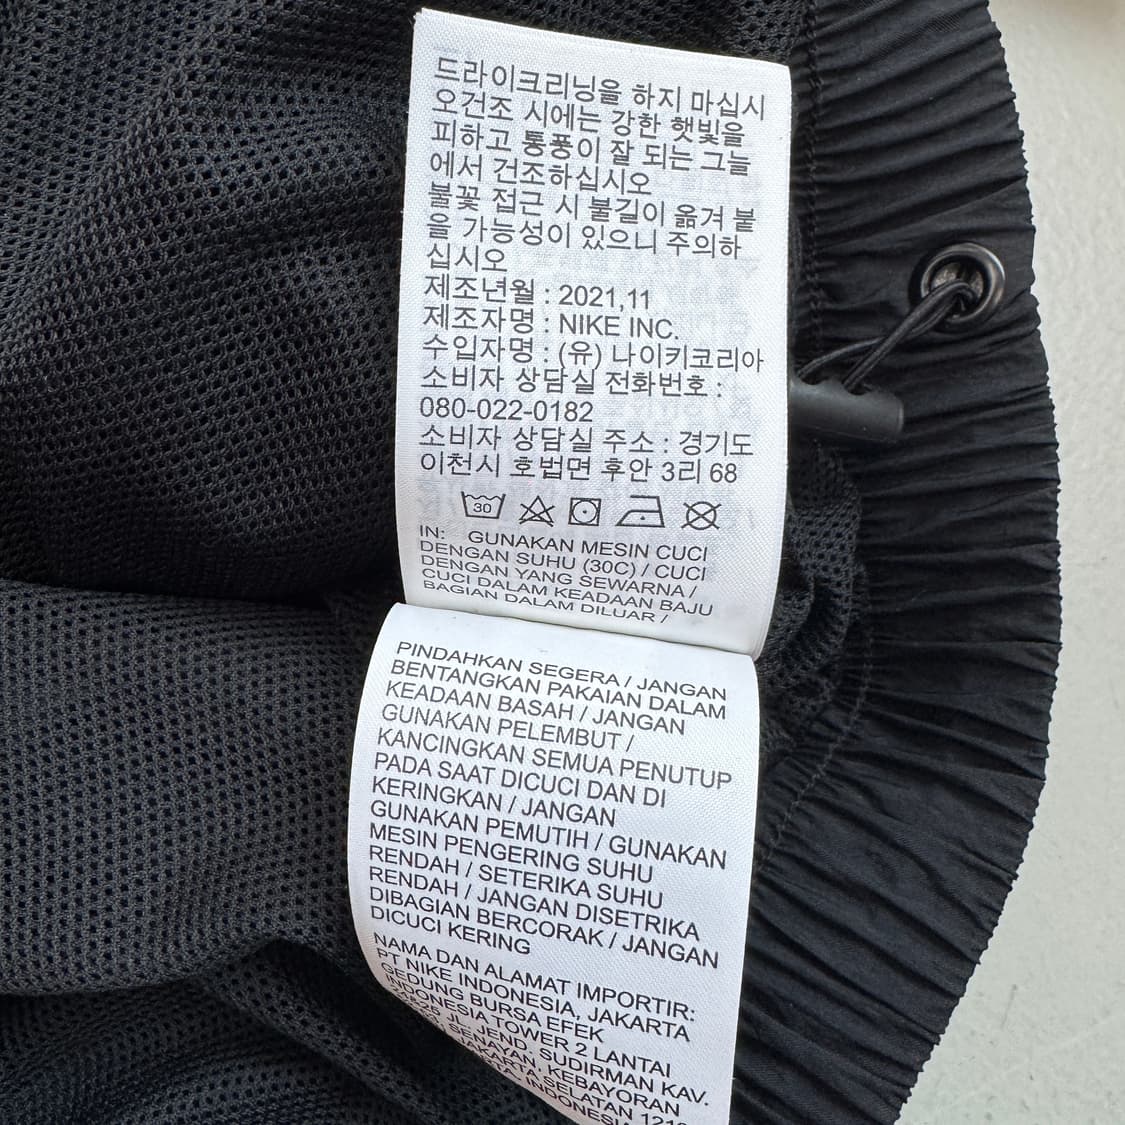 드라이크리닝을 하지 마십시
오건조 시에는 강한 햇빛을
피하고 통풍이 잘 되는 그늘
에서 건조하십시오
불꽃 접근 시 불길이 옮겨 붙
을 가능성이 있으니 주의하
십시오
제조년월 : 2021,11
제조자명 : NIKE INC.
수입자명 : (유) 나이키코리아
소비자 상담실 전화번호 :
080-022-0182
소비자 상담실 주소 : 경기도
이천시 호법면 후안 3리 68
30
IN: GUNAKAN MESIN CUCI
DENGAN SUHU (30C) / CUCI
DENGAN YANG SEWARNA /
CUCI DALAM KEADAAN BAJU
BAGIAN DALAM DILUAR /
PINDAHKAN SEGERA / JANGAN
BENTANGKAN PAKAIAN DALAM
KEADAAN BASAH / JANGAN
GUNAKAN PELEMBUT /
KANCINGKAN SEMUA PENUTUP
PADA SAAT DICUCI DAN DI
KERINGKAN / JANGAN
GUNAKAN PEMUTIH / GUNAKAN
MESIN PENGERING SUHU
RENDAH / SETERIKA SUHU
RENDAH / JANGAN DISETRIKA
DIBAGIAN BERCORAK / JANGAN
DICUCI KERING
NAMA DAN ALAMAT IMPORTIR:
PT NIKE INDONESIA, JAKARTA
GEDUNG BURSA EFEK
INDONESIA TOWER 2 LANTAI
JL. JEND. SUDIRMAN KAV.
SENAYAN, KEBAYORAN
JAKARTA SELATAN
INDONESIA